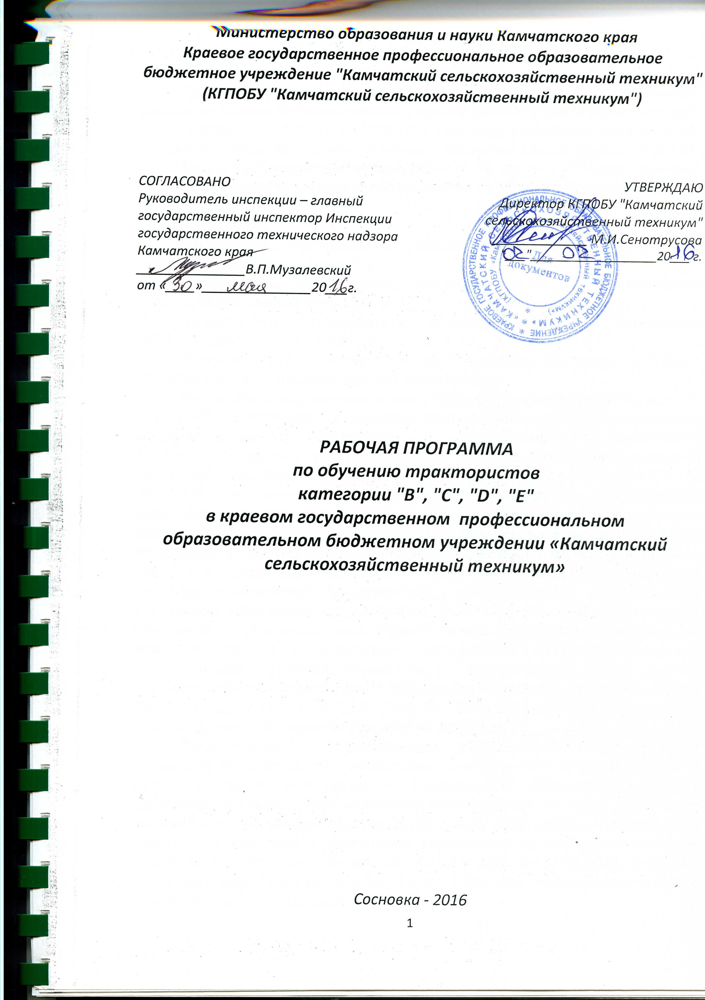 Министерство образования и науки Камчатского края
Краевое государственное профессиональное образовательное
бюджетное учреждение "Камчатский сельскохозяйственный техникум"
(КГПОБУ "Камчатский сельскохозяйственный техникум")
СОГЛАСОВАНО
Руководитель инспекции – главный
государственный инспектор Инспекции
государственного технического надзора
Камчатского края
В.П.Музалевский
от «30» мая 2016г.
УТВЕРЖДАЮ
Директор КГПОБУ "Камчатский
сельскохозяйственный техникум"
М.И.Сенотрусова
"02" 02 2016г.
КРАЕВОЕ ГОСУДАРСТВЕННОЕ ПРОФЕССИОНАЛЬНОЕ ОБРАЗОВАТЕЛЬНОЕ БЮДЖЕТНОЕ УЧРЕЖДЕНИЕ *
«КАМЧАТСКИЙ СЕЛЬСКОХОЗЯЙСТВЕННЫЙ ТЕХНИКУМ» *
(КГПОБУ «Камчатский сельскохозяйственный техникум») *
Для
документов
РАБОЧАЯ ПРОГРАММА
по обучению трактористов
категории "B", "C", "D", "E"
в краевом государственном профессиональном
образовательном бюджетном учреждении «Камчатский
сельскохозяйственный техникум»
Сосновка - 2016
1